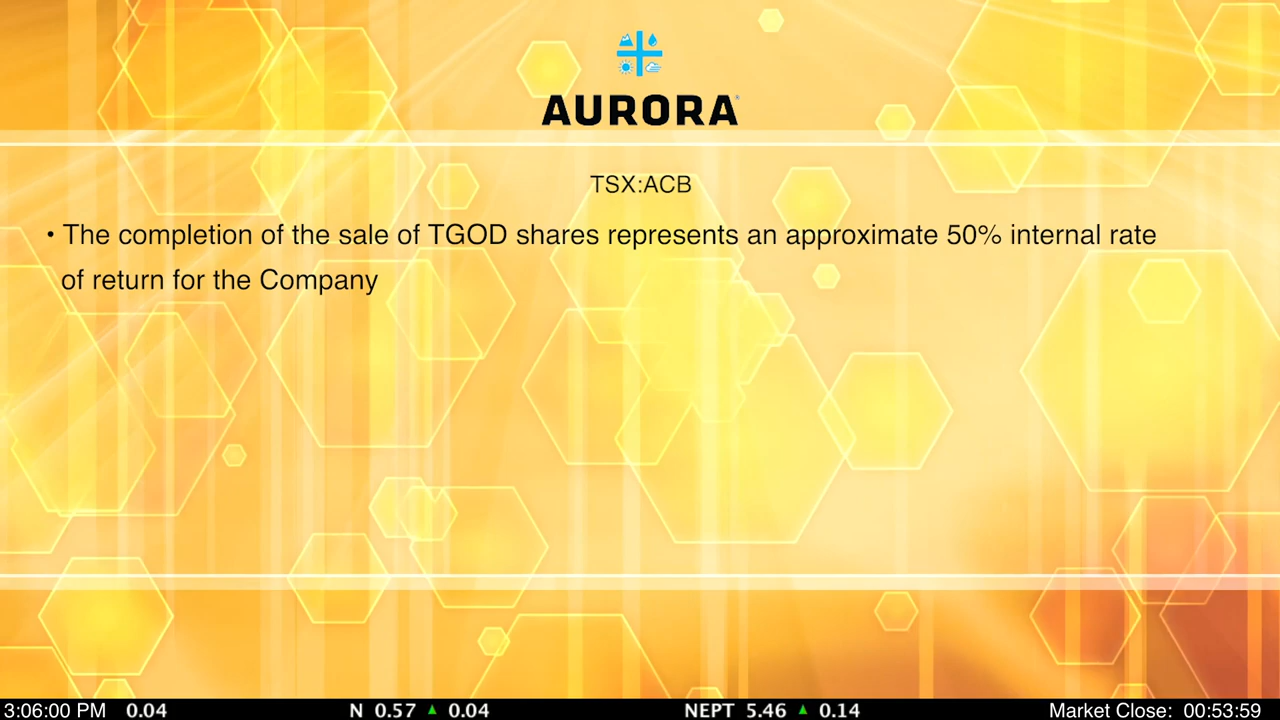 AURORA
TSX:ACB
• The completion of the sale of TGOD shares represents an approximate 50% internal rate
of return for the Company
3:06:00 PM 0.04 N 0.57 ▲ 0.04 NEPT 5.46 ▲ 0.14 Market Close: 00:53:59